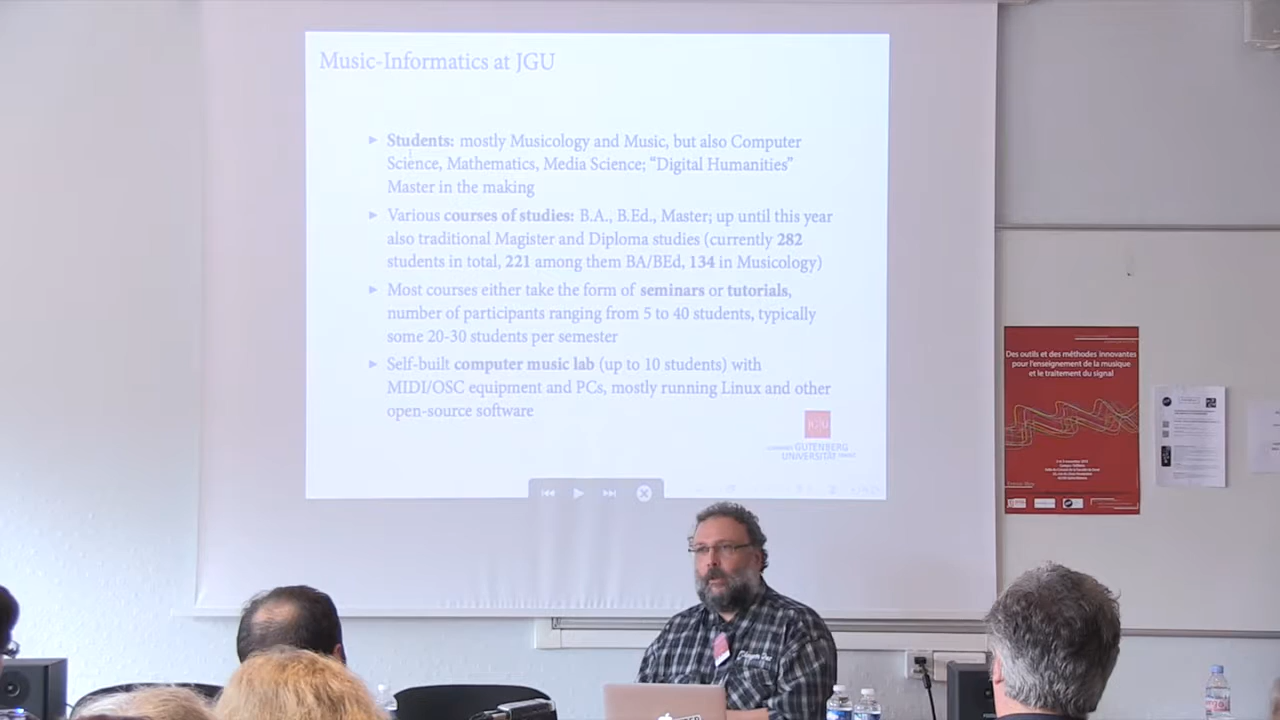 Music-Informatics at JGU
▸ Students: mostly Musicology and Music, but also Computer
Science, Mathematics, Media Science; “Digital Humanities”
Master in the making
▸ Various courses of studies: B.A., B.Ed., Master; up until this year
also traditional Magister and Diploma studies (currently 282
students in total, 221 among them BA/BEd, 134 in Musicology)
▸ Most courses either take the form of seminars or tutorials,
number of participants ranging from 5 to 40 students, typically
some 20-30 students per semester
▸ Self-built computer music lab (up to 10 students) with
MIDI/OSC equipment and PCs, mostly running Linux and other
open-source software
JGU
GUTENBERG
UNIVERSITÄT
Des outils et des méthodes innovantes
pour l'enseignement de la musique
et le traitement du signal